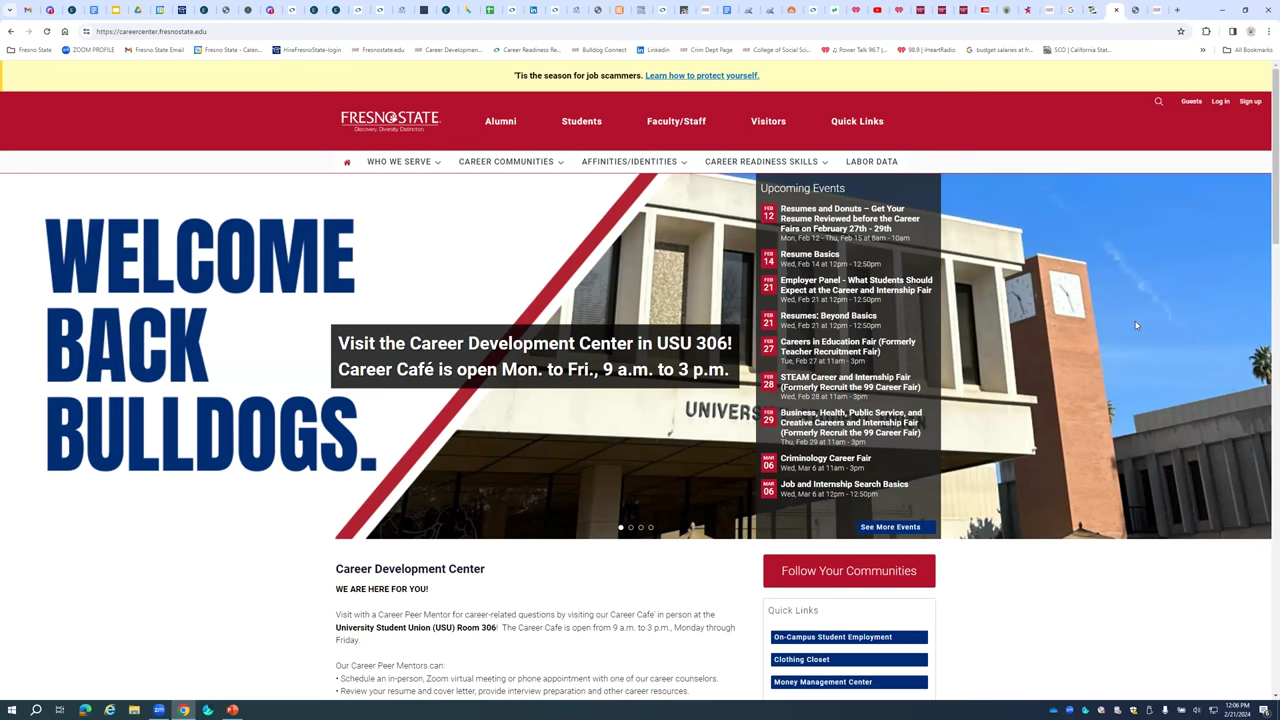 https://careercenter.fresnostate.edu
Fresno State
ZOOM PROFILE
Fresno State Email
Fresno State - Calen...
HireFresnoState-login
Fresnostate.edu
Career Developmen...
Career Readiness Re...
Bulldog Connect
Linkedin
Crim Dept Page
College of Social Sci...
Power Talk 96.7 |...
98.9 | iHeartRadio
budget salaries at fr...
SCO | California Stat...
All Bookmarks
'Tis the season for job scammers. Learn how to protect yourself.
Guests
Log in
Sign up
FRESNO STATE
Discovery. Diversity. Distinction.
Alumni
Students
Faculty/Staff
Visitors
Quick Links
WHO WE SERVE
CAREER COMMUNITIES
AFFINITIES/IDENTITIES
CAREER READINESS SKILLS
LABOR DATA
WELCOME
BACK
BULLDOGS.
Visit the Career Development Center in USU 306!
Career Café is open Mon. to Fri., 9 a.m. to 3 p.m.
UNIVERS
Upcoming Events
FEB
12
Resumes and Donuts – Get Your
Resume Reviewed before the Career
Fairs on February 27th - 29th
Mon, Feb 12 - Thu, Feb 15 at 8am - 10am
FEB
14
Resume Basics
Wed, Feb 14 at 12pm - 12:50pm
FEB
21
Employer Panel - What Students Should
Expect at the Career and Internship Fair
Wed, Feb 21 at 12pm - 12:50pm
FEB
21
Resumes: Beyond Basics
Wed, Feb 21 at 12pm - 12:50pm
FEB
27
Careers in Education Fair (Formerly
Teacher Recruitment Fair)
Tue, Feb 27 at 11am - 3pm
FEB
28
STEAM Career and Internship Fair
(Formerly Recruit the 99 Career Fair)
Wed, Feb 28 at 11am - 3pm
FEB
29
Business, Health, Public Service, and
Creative Careers and Internship Fair
(Formerly Recruit the 99 Career Fair)
Thu, Feb 29 at 11am - 3pm
MAR
06
Criminology Career Fair
Wed, Mar 6 at 11am - 3pm
MAR
06
Job and Internship Search Basics
Wed, Mar 6 at 12pm - 12:50pm
See More Events
Career Development Center
WE ARE HERE FOR YOU!
Visit with a Career Peer Mentor for career-related questions by visiting our Career Cafe' in person at the
University Student Union (USU) Room 306! The Career Cafe is open from 9 a.m. to 3 p.m., Monday through
Friday.
Our Career Peer Mentors can:
• Schedule an in-person, Zoom virtual meeting or phone appointment with one of our career counselors.
• Review your resume and cover letter, provide interview preparation and other career resources.
Follow Your Communities
Quick Links
On-Campus Student Employment
Clothing Closet
Money Management Center
12:06 PM
2/21/2024